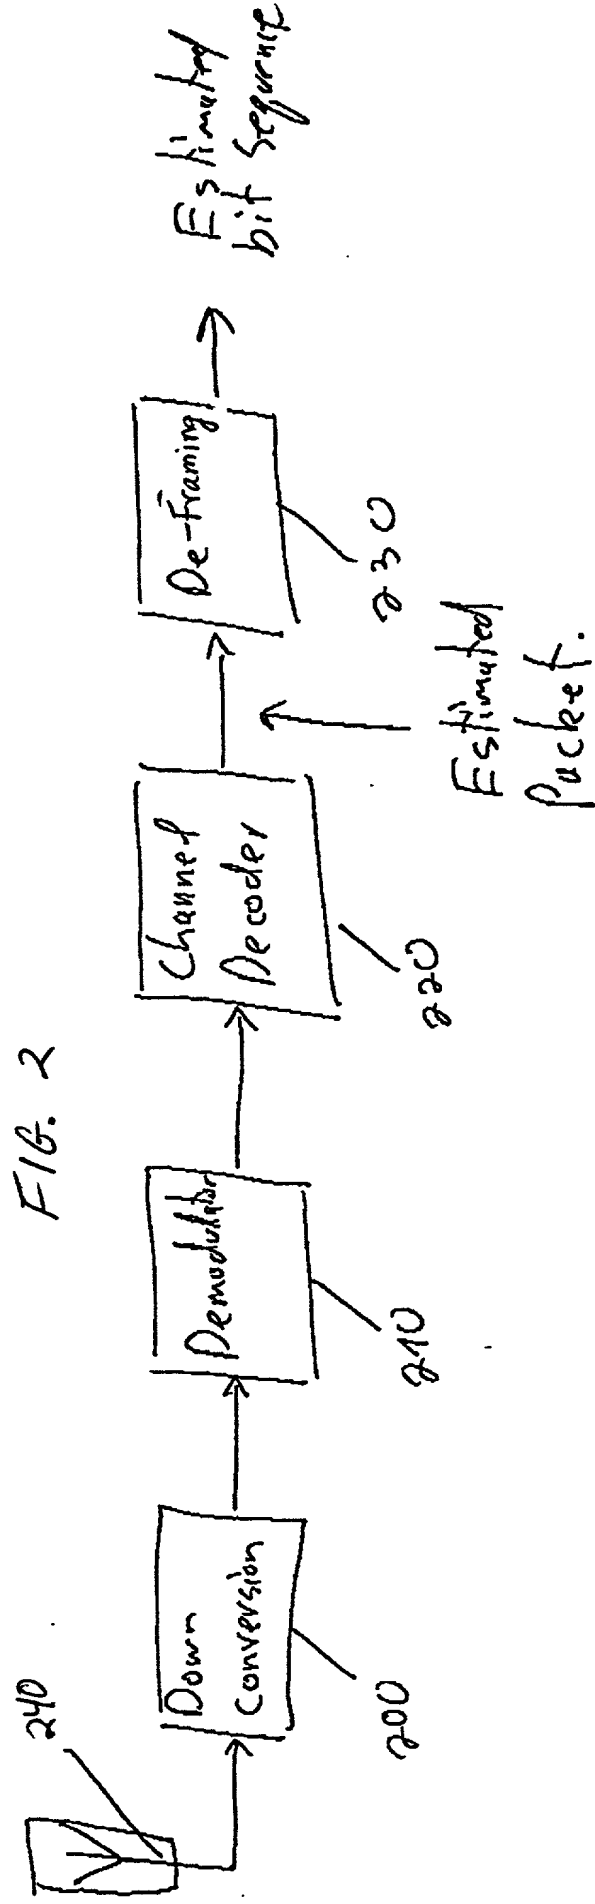 FIG. 2
240
Down
Conversion
200
Demodulator
210
Channel
Decoder
220
Estimated
Packet.
De-Framing
230
Estimated
bit sequence